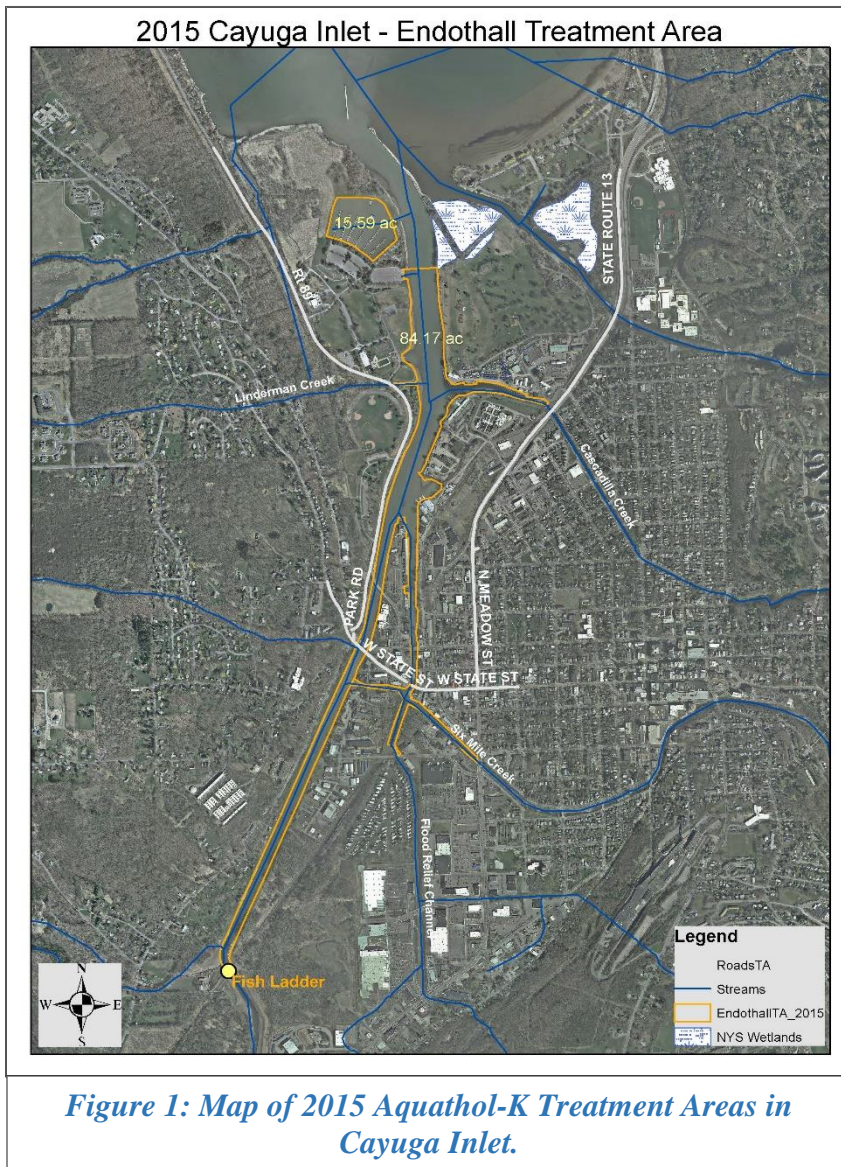 2015 Cayuga Inlet - Endothall Treatment Area
15.59 ac
Rt 89
STATE ROUTE 13
84.17 ac
Linderman Creek
Cascadilla Creek
PARK RD
N MEADOW ST
W STATE ST
W STATE ST
Six Mile Creek
Flood Relief Channel
Fish Ladder
N
W E
S
Legend
RoadsTA
Streams
EndothallTA_2015
NYS Wetlands
Figure 1: Map of 2015 Aquathol-K Treatment Areas in
Cayuga Inlet.